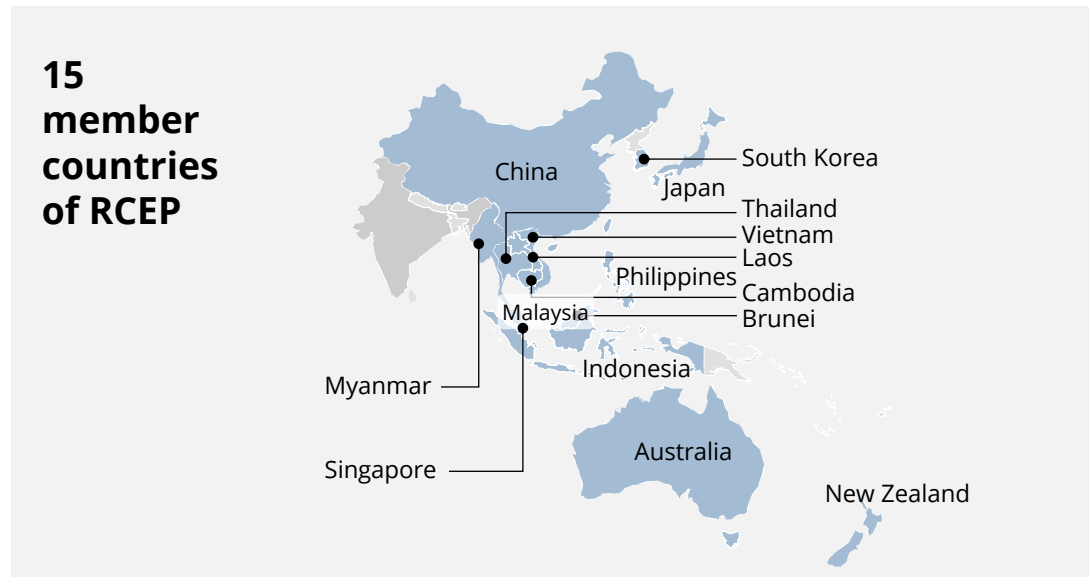 15
member
countries
of RCEP
China
South Korea
Japan
Thailand
Vietnam
Laos
Philippines
Cambodia
Malaysia
Brunei
Indonesia
Myanmar
Australia
Singapore
New Zealand